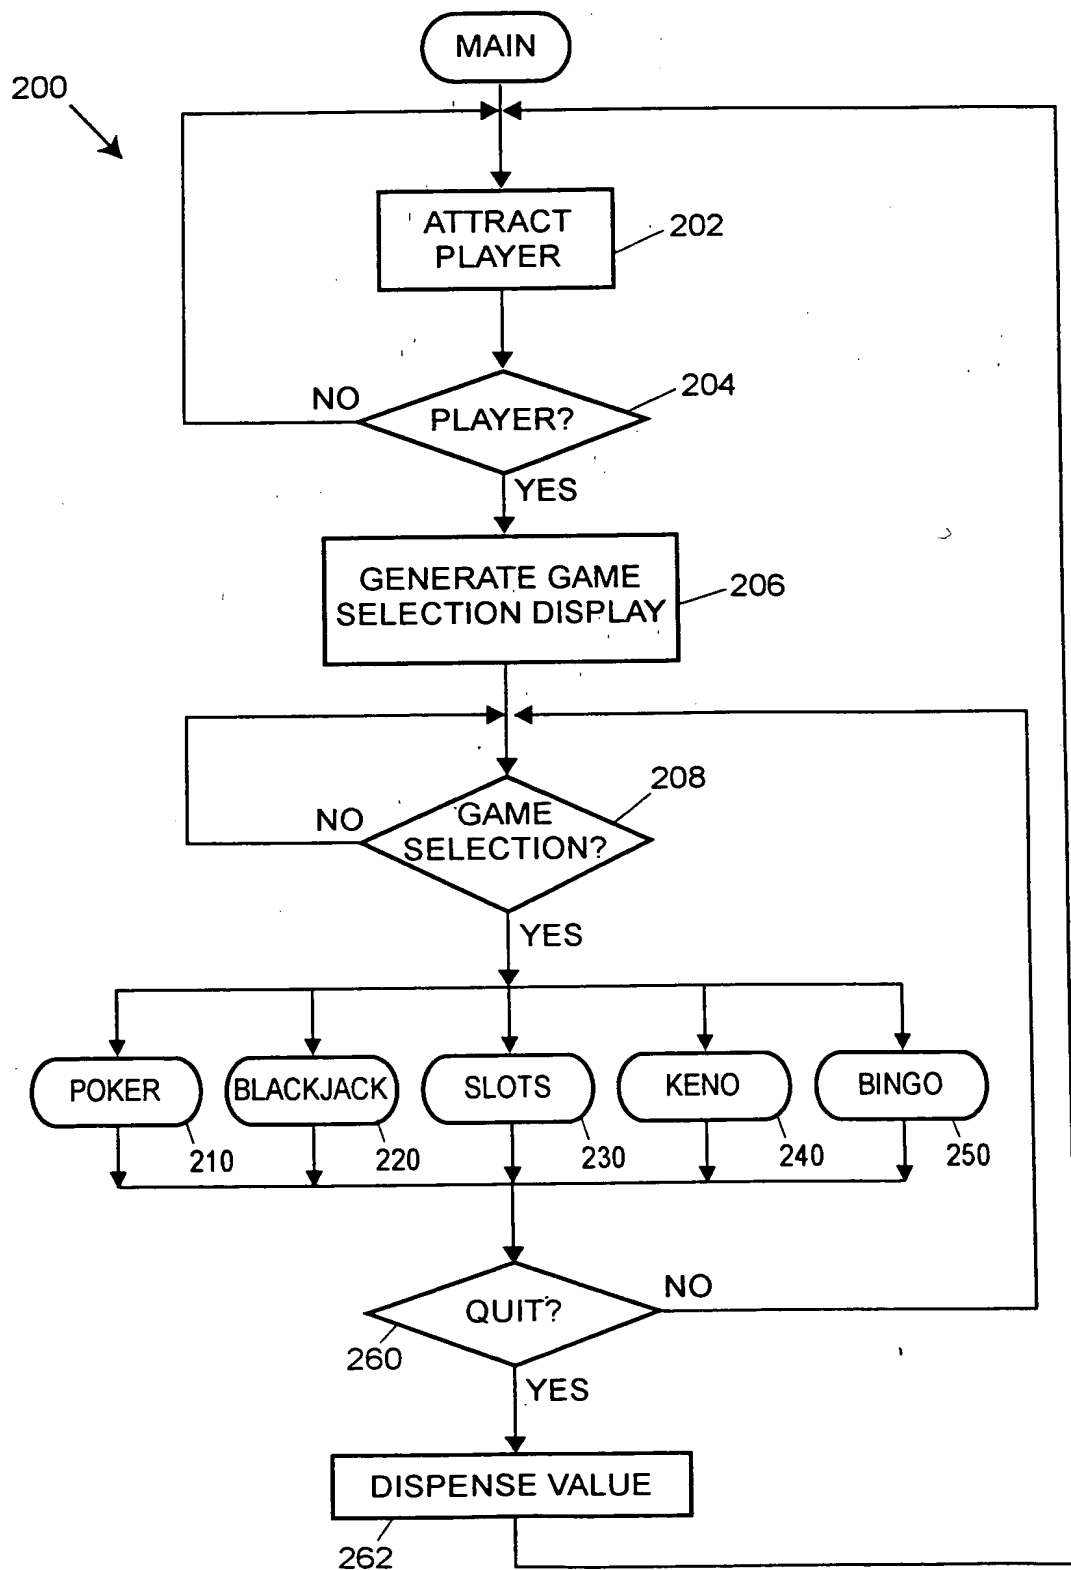 MAIN
200
ATTRACT
PLAYER
202
NO
PLAYER?
204
YES
GENERATE GAME
SELECTION DISPLAY
206
NO
GAME
SELECTION?
208
YES
POKER
BLACKJACK
SLOTS
KENO
BINGO
210
220
230
240
250
QUIT?
NO
260
YES
DISPENSE VALUE
262